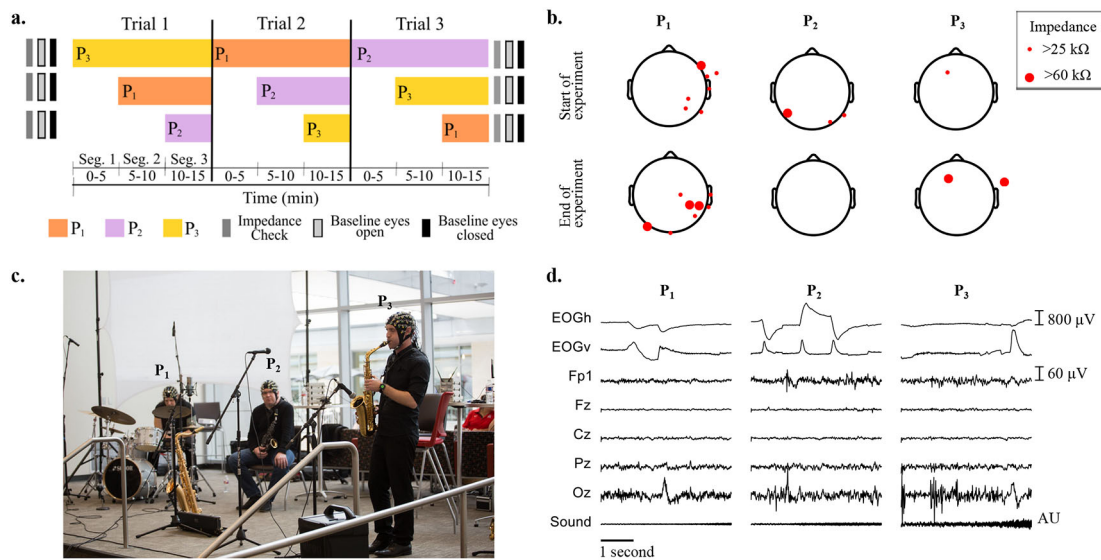 a.
Trial 1 Trial 2 Trial 3
P3 P1 P2
P1 P2 P3
P2 P3 P1
Seg. 1 Seg. 2 Seg. 3
0-5 5-10 10-15 0-5 5-10 10-15 0-5 5-10 10-15
Time (min)
P1 P2 P3 Impedance Check Baseline eyes open Baseline eyes closed
b.
P1 P2 P3
Impedance
>25 kΩ
>60 kΩ
Start of experiment
End of experiment
c.
P1 P2 P3
d.
P1 P2 P3
EOGh
800 µV
EOGv
Fp1
60 µV
Fz
Cz
Pz
Oz
Sound
AU
1 second